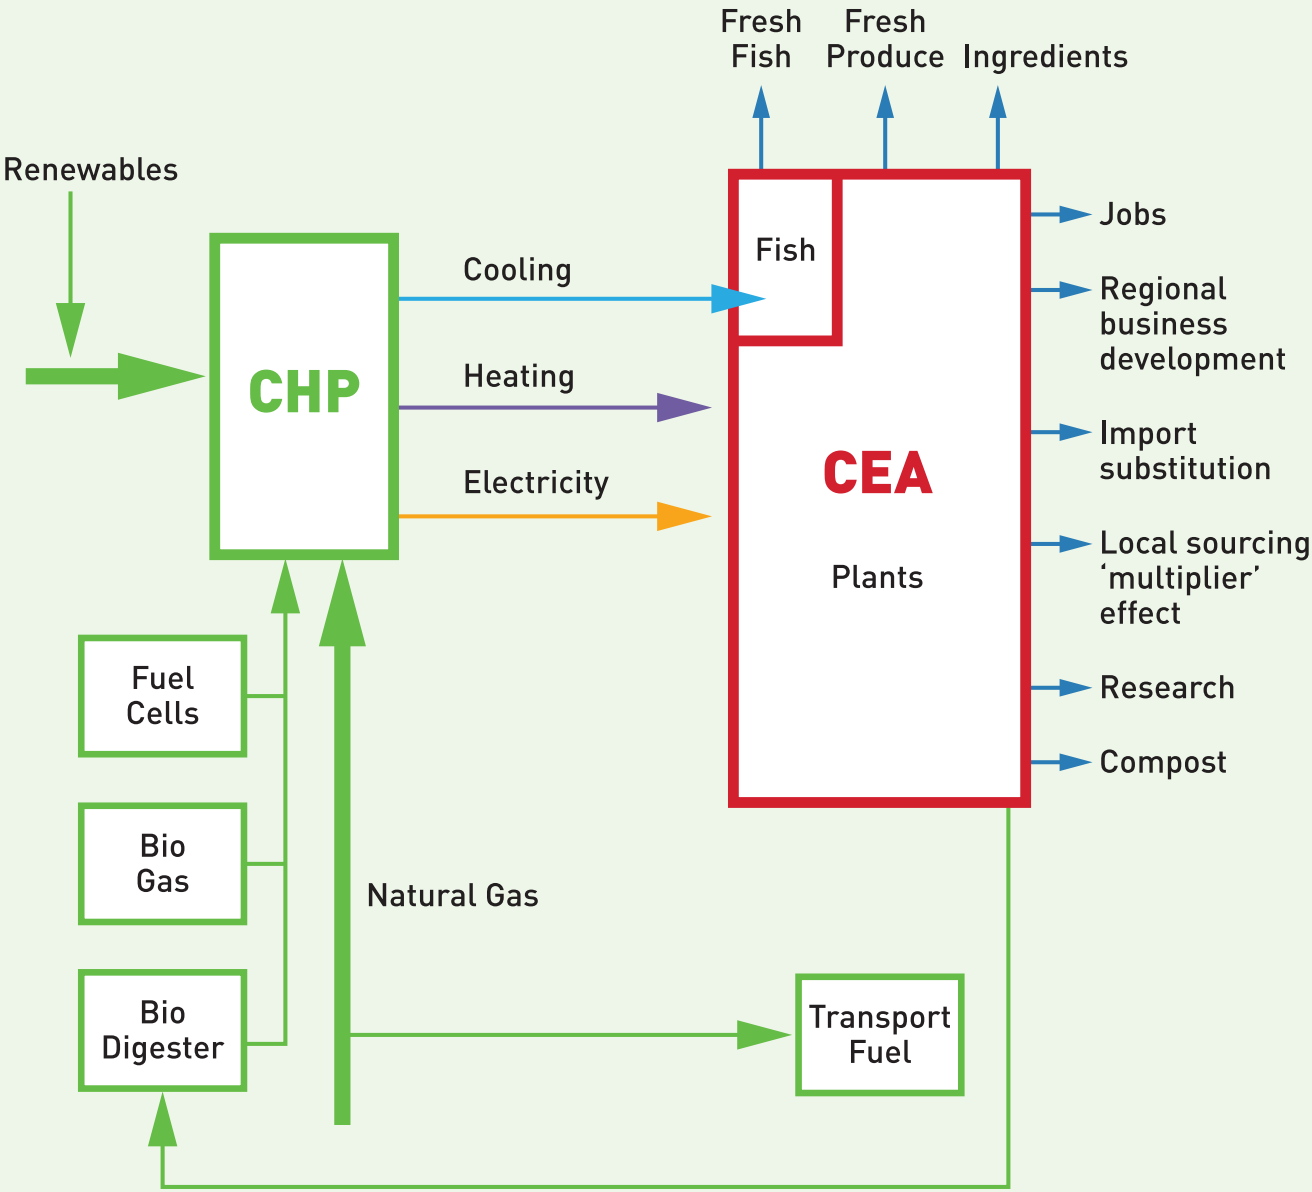 Fresh
Fish
Fresh
Produce
Ingredients
Renewables
CHP
Cooling
Heating
Electricity
Fish
CEA
Plants
Jobs
Regional
business
development
Import
substitution
Local sourcing
‘multiplier’
effect
Research
Compost
Fuel
Cells
Bio
Gas
Bio
Digester
Natural Gas
Transport
Fuel